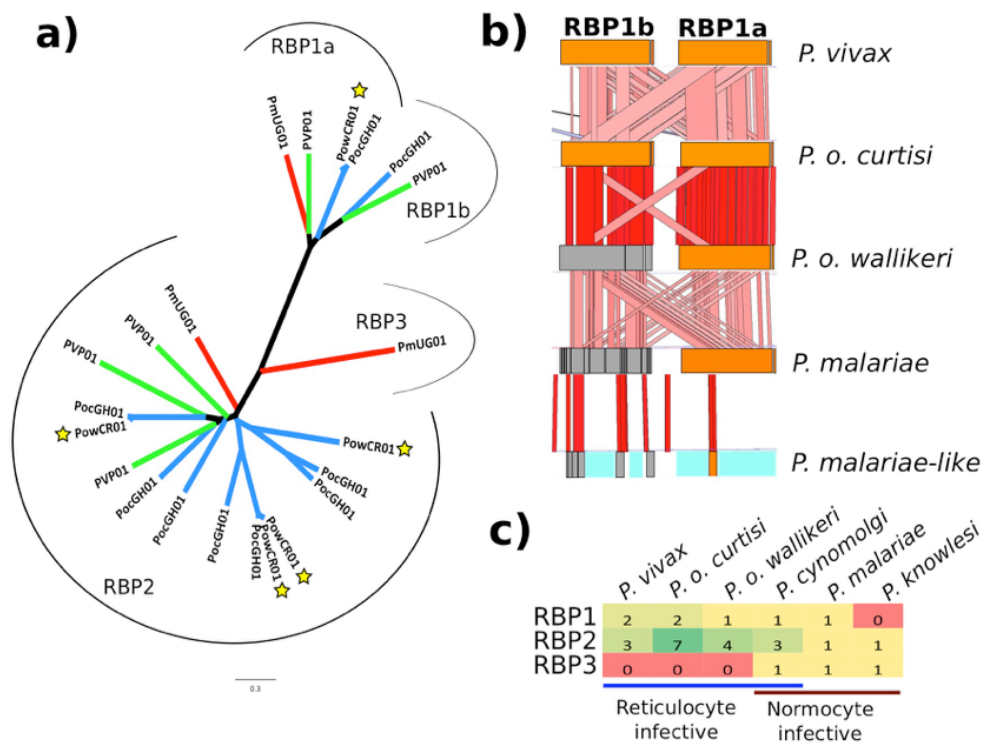 a)
RBP1a
PmUG01
PVP01
PowCR01
PocGH01
PocGH01
PVP01
RBP1b
RBP3
PmUG01
PmUG01
PVP01
PVP01
PocGH01
PowCR01
PVP01
PocGH01
PocGH01
PocGH01
PocGH01
PowCR01
PowCR01
PocGH01
PocGH01
PowCR01
RBP2
0.3
b)
RBP1b RBP1a
P. vivax
P. o. curtisi
P. o. wallikeri
P. malariae
P. malariae-like
c)
P. vivax
P. o. curtisi
P. o. wallikeri
P. cynomolgi
P. malariae
P. knowlesi
RBP1 2 2 1 1 1 0
RBP2 3 7 4 3 1 1
RBP3 0 0 0 1 1 1
Reticulocyte
infective
Normocyte
infective